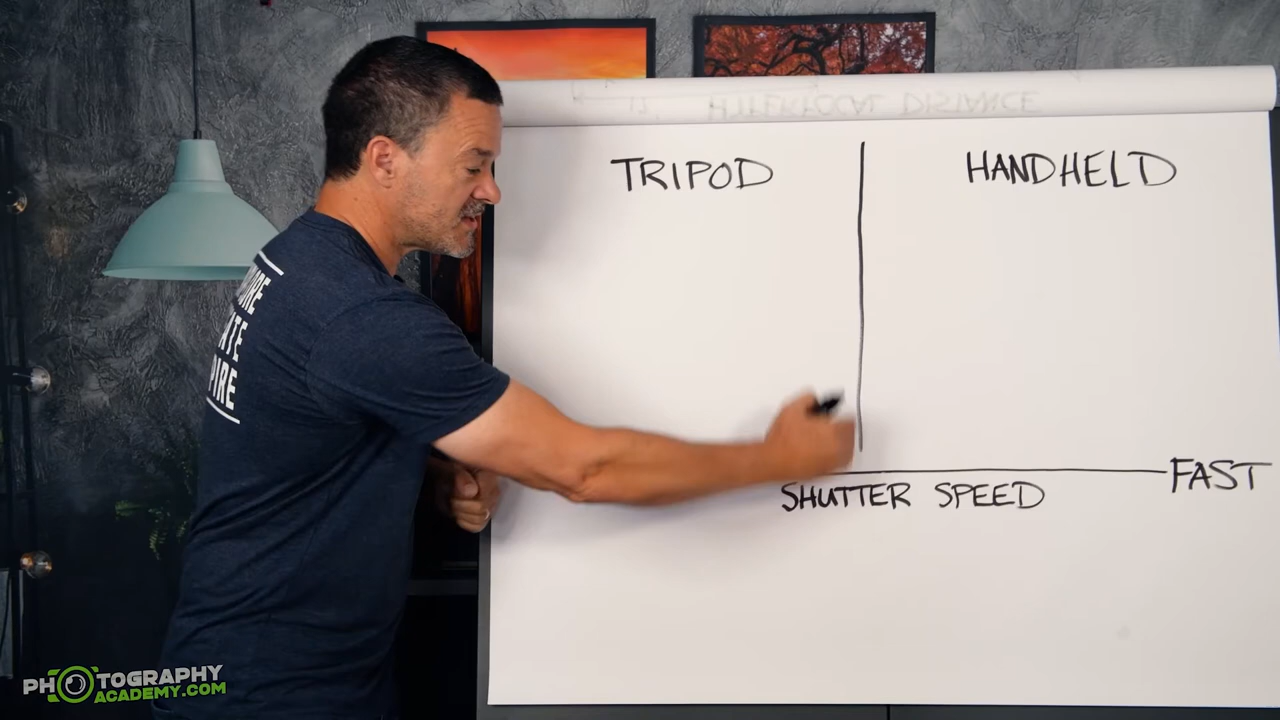 TRIPOD
HANDHELD
FAST
SHUTTER SPEED
PHOTOGRAPHY
ACADEMY.COM